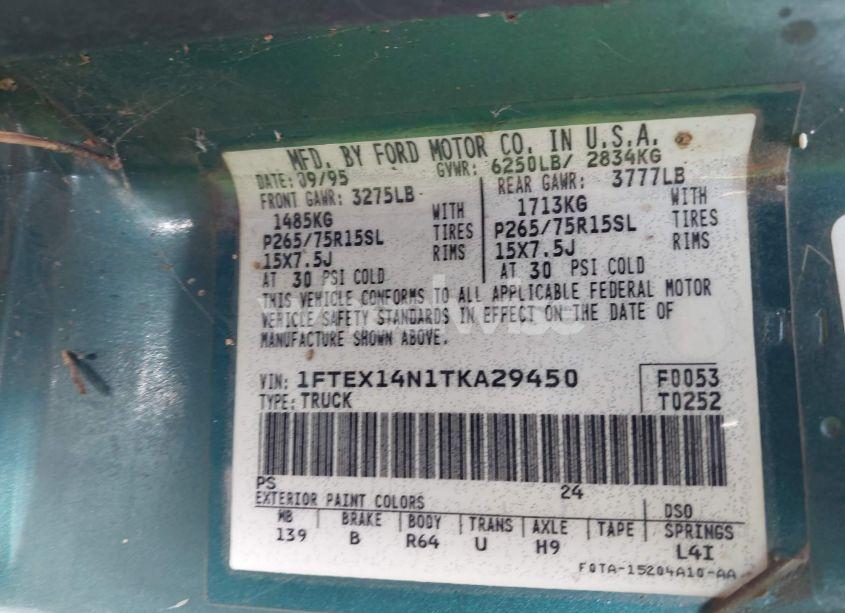 MFD. BY FORD MOTOR CO. IN U.S.A.
DATE: 09/95 GVWR: 6250LB/ 2834KG
FRONT GAWR: 3275LB REAR GAWR: 3777LB
1485KG WITH 1713KG WITH
P265/75R15SL TIRES P265/75R15SL TIRES
15X7.5J RIMS 15X7.5J RIMS
AT 30 PSI COLD AT 30 PSI COLD
THIS VEHICLE CONFORMS TO ALL APPLICABLE FEDERAL MOTOR
VEHICLE SAFETY STANDARDS IN EFFECT ON THE DATE OF
MANUFACTURE SHOWN ABOVE.
VIN: 1FTEX14N1TKA29450 F0053
TYPE: TRUCK T0252
PS 24
EXTERIOR PAINT COLORS DSO
WB BRAKE BODY TRANS AXLE TAPE SPRINGS
139 B R64 U H9 L4I
F0TA-15204A10-AA